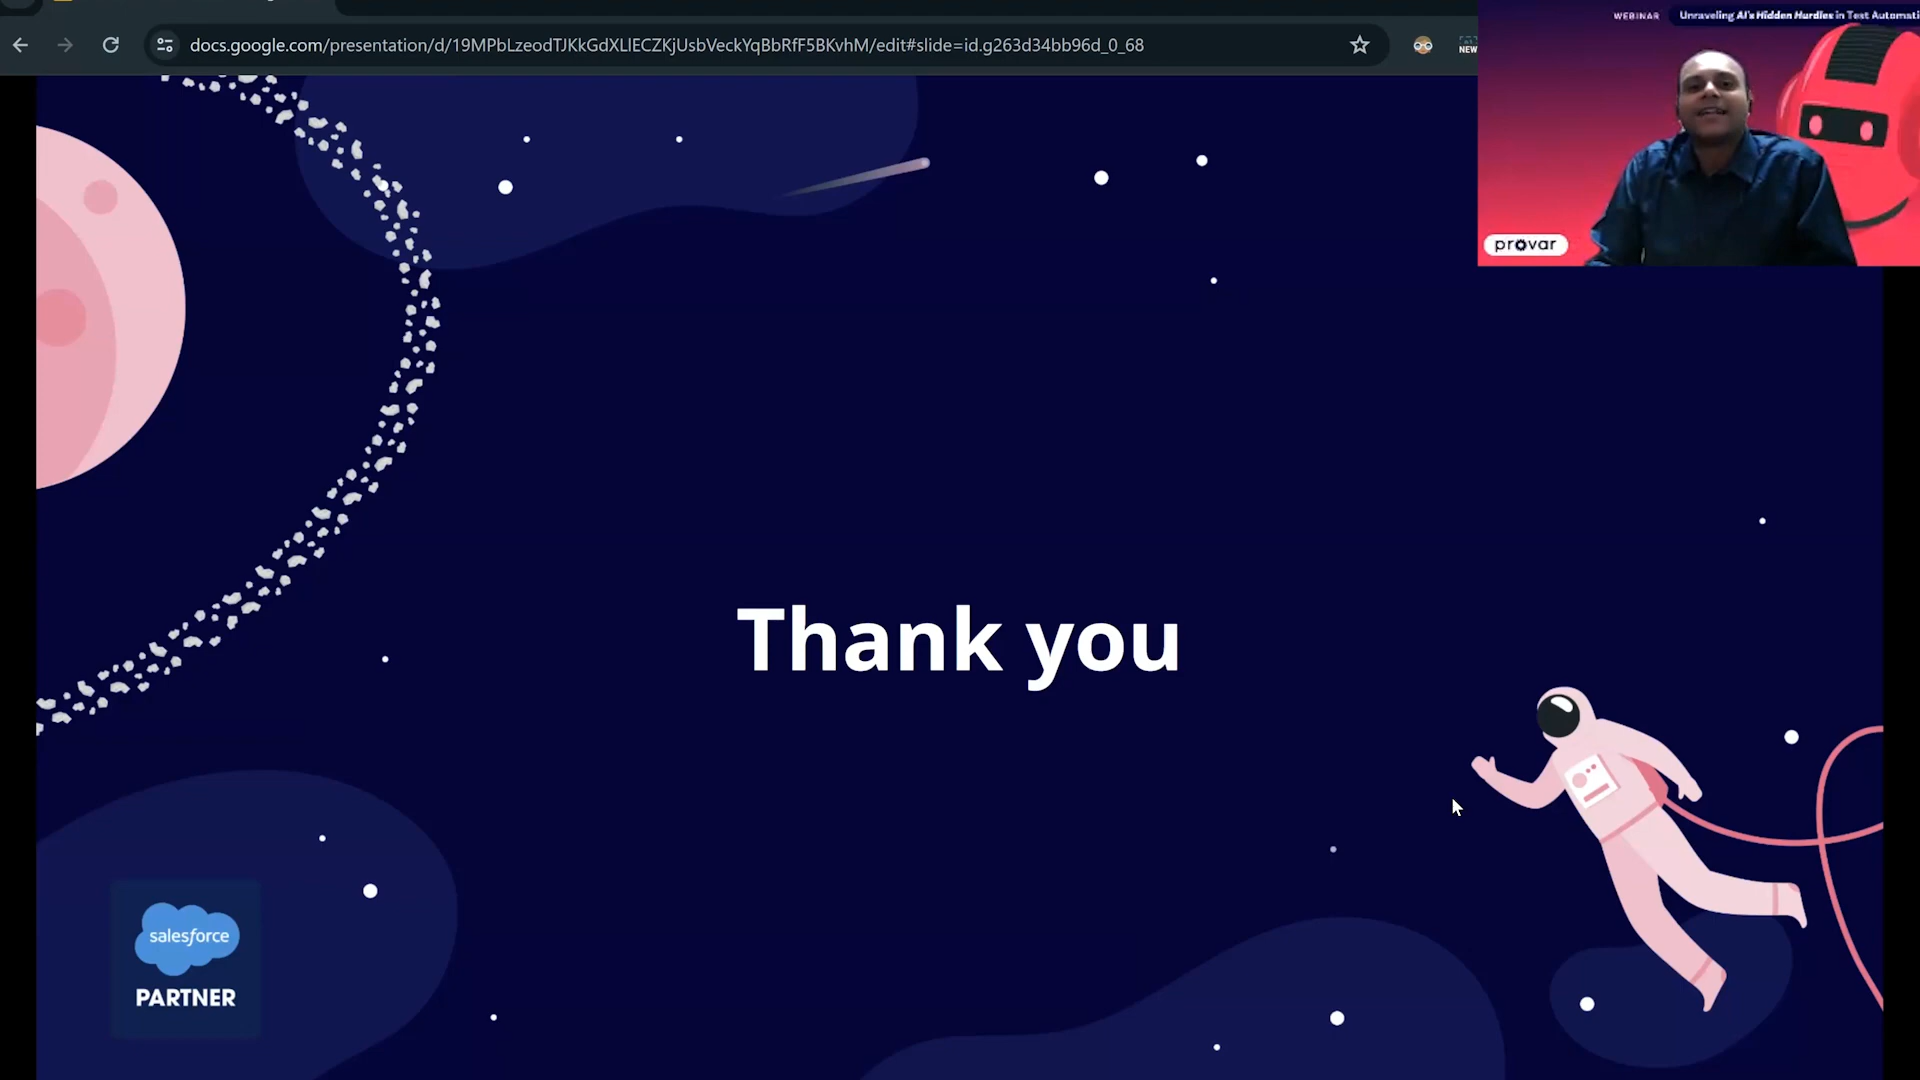 docs.google.com/presentation/d/19MPbLzeodTJKkGdXLlECZKjUsbVeckYqBbRfF5BKvhM/edit#slide=id.g263d34bb96d_0_68
NEW
WEBINAR Unraveling AI's Hidden Hurdles in Test Automati
provar
Thank you
salesforce
PARTNER